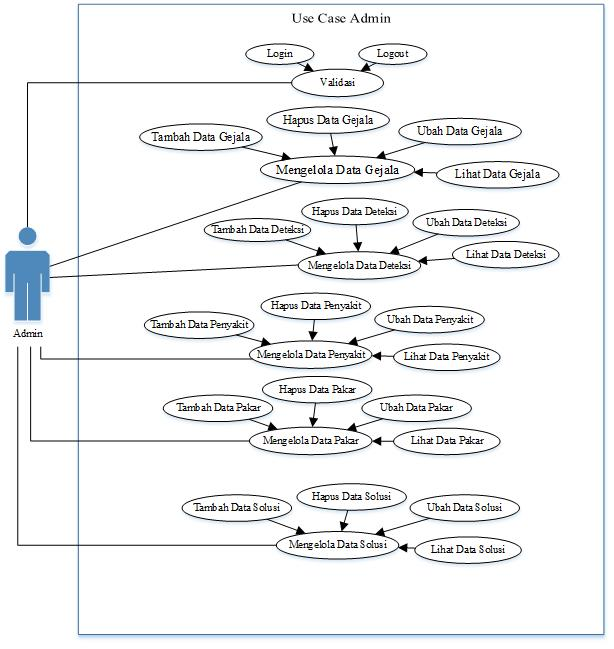 Use Case Admin
Login
Logout
Validasi
Hapus Data Gejala
Tambah Data Gejala
Ubah Data Gejala
Mengelola Data Gejala
Lihat Data Gejala
Hapus Data Deteksi
Tambah Data Deteksi
Ubah Data Deteksi
Lihat Data Deteksi
Mengelola Data Deteksi
Admin
Hapus Data Penyakit
Tambah Data Penyakit
Ubah Data Penyakit
Mengelola Data Penyakit
Lihat Data Penyakit
Hapus Data Pakar
Tambah Data Pakar
Ubah Data Pakar
Mengelola Data Pakar
Lihat Data Pakar
Hapus Data Solusi
Tambah Data Solusi
Ubah Data Solusi
Mengelola Data Solusi
Lihat Data Solusi